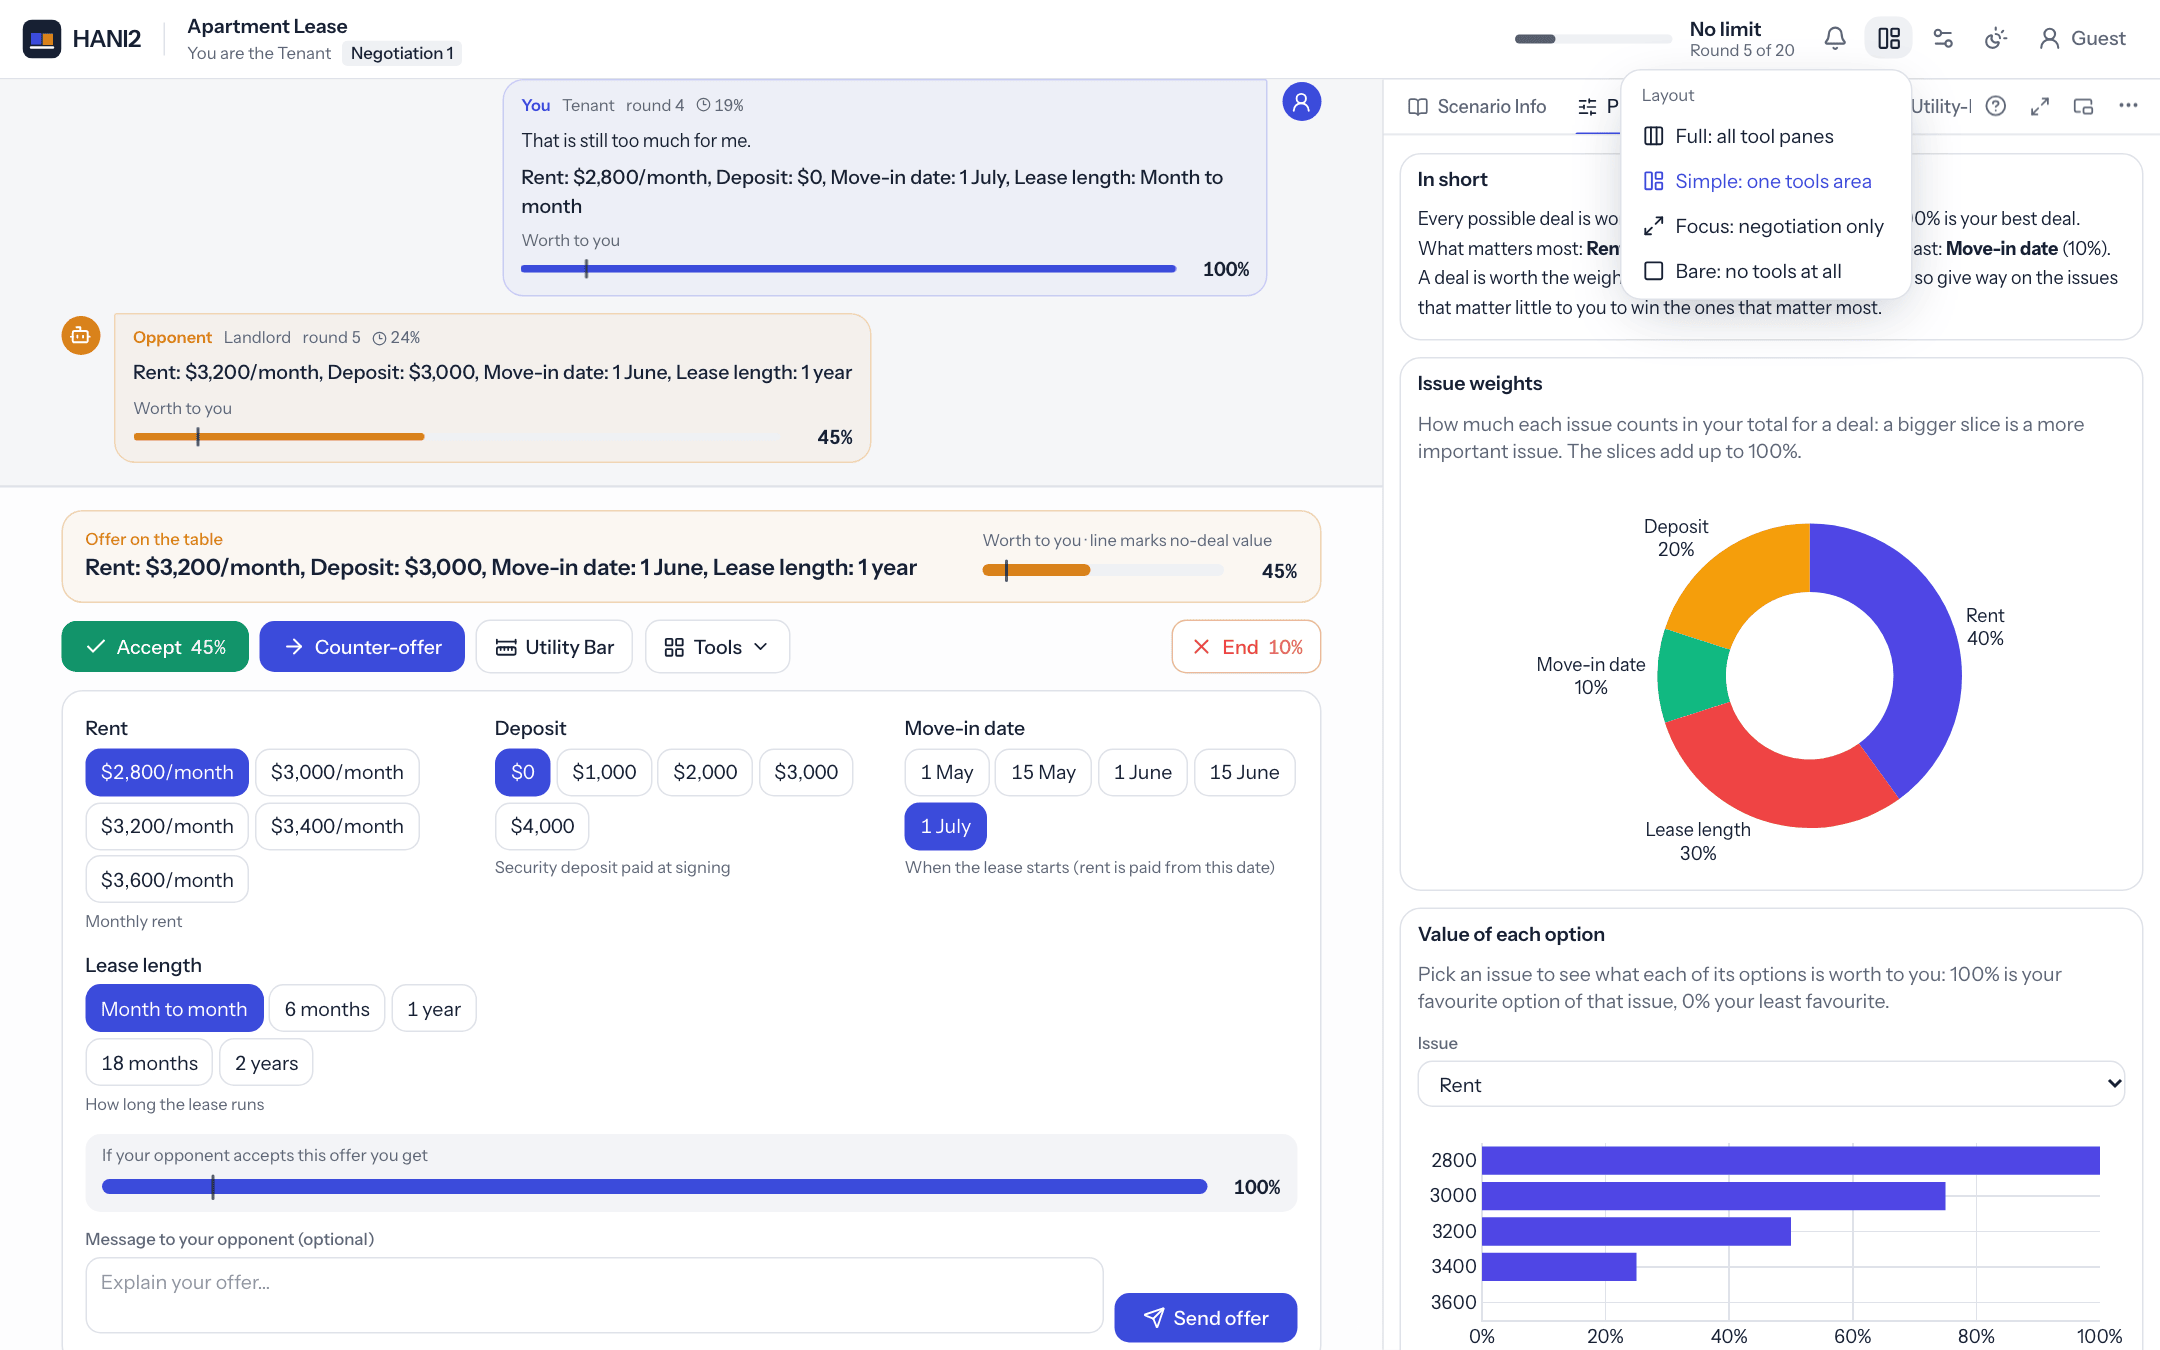 HANI2
Apartment Lease
You are the Tenant Negotiation 1
No limit
Round 5 of 20
Guest
You Tenant round 4 19%
That is still too much for me.
Rent: $2,800/month, Deposit: $0, Move-in date: 1 July, Lease length: Month to
month
Worth to you
100%
Opponent Landlord round 5 24%
Rent: $3,200/month, Deposit: $3,000, Move-in date: 1 June, Lease length: 1 year
Worth to you
45%
Offer on the table
Rent: $3,200/month, Deposit: $3,000, Move-in date: 1 June, Lease length: 1 year
Worth to you · line marks no-deal value
45%
Accept 45%
Counter-offer
Utility Bar
Tools
End 10%
Rent
$2,800/month
$3,000/month
$3,200/month
$3,400/month
$3,600/month
Monthly rent
Deposit
$0
$1,000
$2,000
$3,000
$4,000
Security deposit paid at signing
Move-in date
1 May
15 May
1 June
15 June
1 July
When the lease starts (rent is paid from this date)
Lease length
Month to month
6 months
1 year
18 months
2 years
How long the lease runs
If your opponent accepts this offer you get
100%
Message to your opponent (optional)
Explain your offer...
Send offer
Scenario Info
P
Utility-
Layout
Full: all tool panes
Simple: one tools area
Focus: negotiation only
Bare: no tools at all
In short
Every possible deal is wo 0% is your best deal.
What matters most: Ren ast: Move-in date (10%).
A deal is worth the weigh so give way on the issues
that matter little to you to win the ones that matter most.
Issue weights
How much each issue counts in your total for a deal: a bigger slice is a more
important issue. The slices add up to 100%.
Deposit
20%
Rent
40%
Move-in date
10%
Lease length
30%
Value of each option
Pick an issue to see what each of its options is worth to you: 100% is your
favourite option of that issue, 0% your least favourite.
Issue
Rent
2800
3000
3200
3400
3600
0% 20% 40% 60% 80% 100%